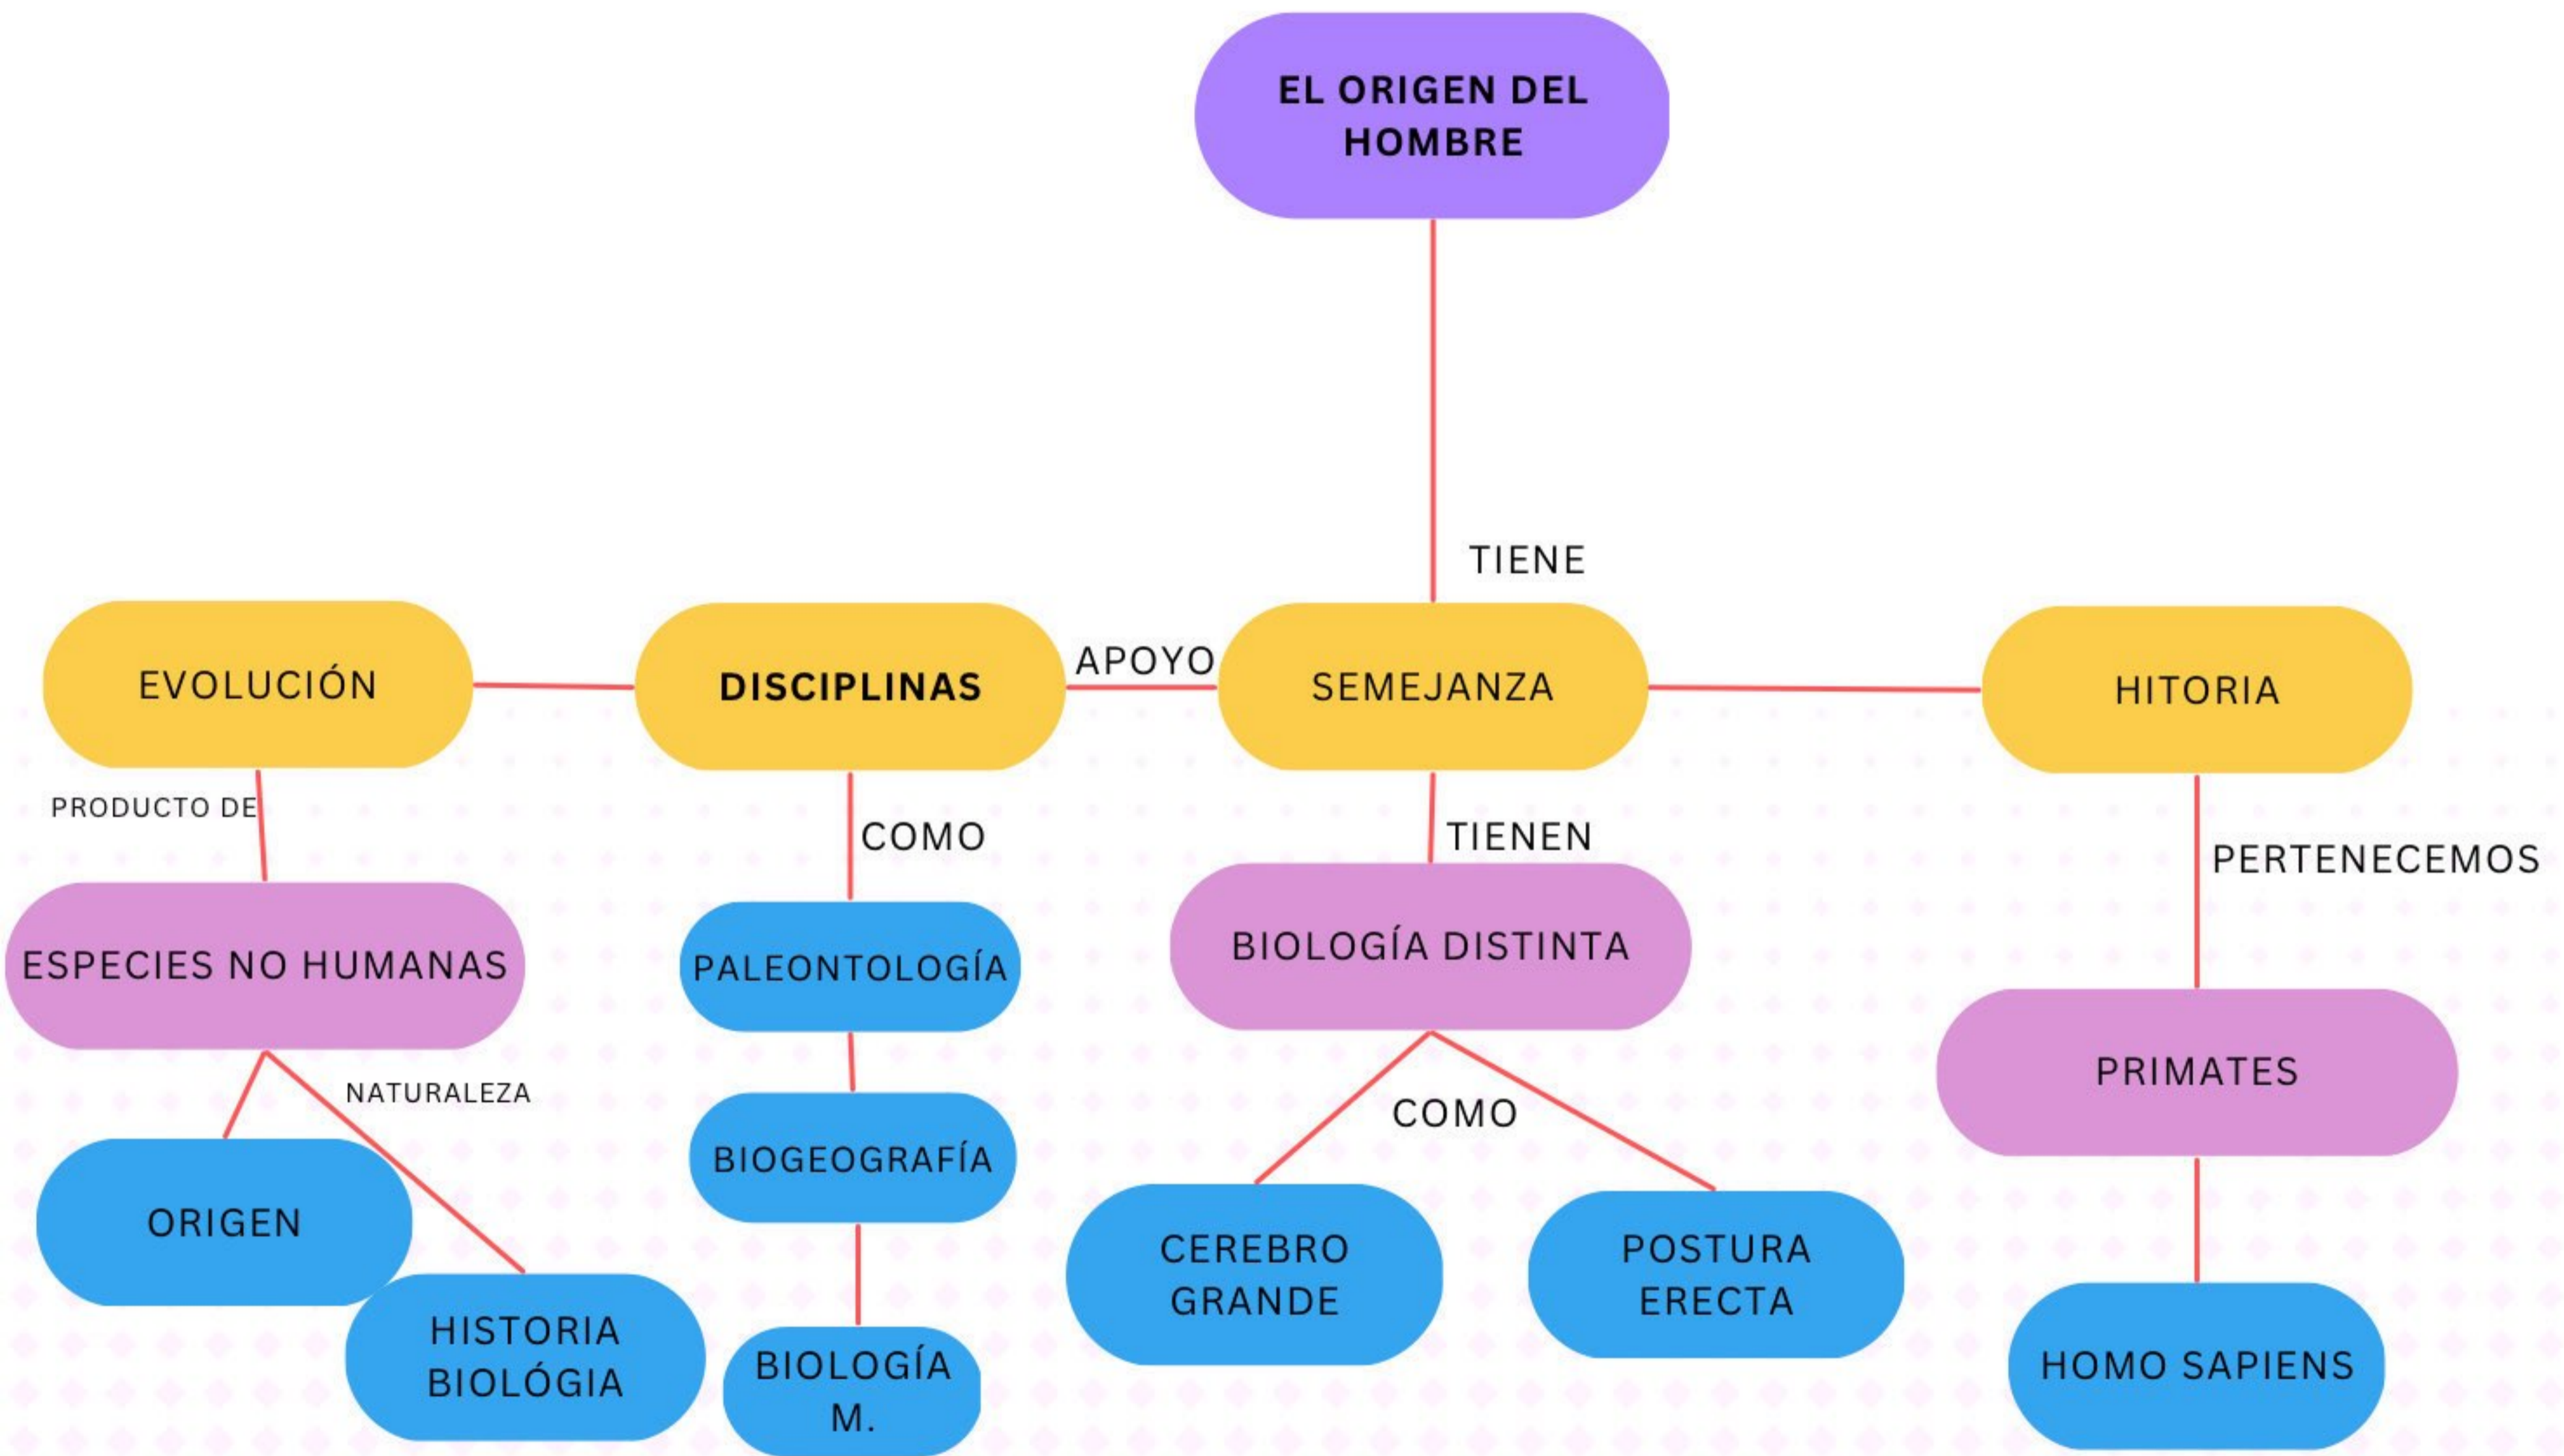 EL ORIGEN DEL
HOMBRE
TIENE
EVOLUCIÓN
DISCIPLINAS
APOYO
SEMEJANZA
HITORIA
PRODUCTO DE
COMO
TIENEN
PERTENECEMOS
ESPECIES NO HUMANAS
PALEONTOLOGÍA
BIOLOGÍA DISTINTA
PRIMATES
NATURALEZA
BIOGEOGRAFÍA
COMO
ORIGEN
HISTORIA
BIOLÓGIA
BIOLOGÍA
M.
CEREBRO
GRANDE
POSTURA
ERECTA
HOMO SAPIENS